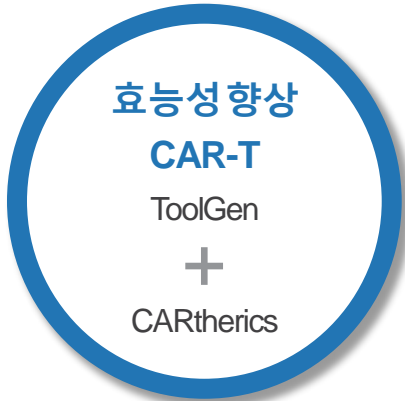 효능성 향상
CAR-T
ToolGen
+
CARtherics